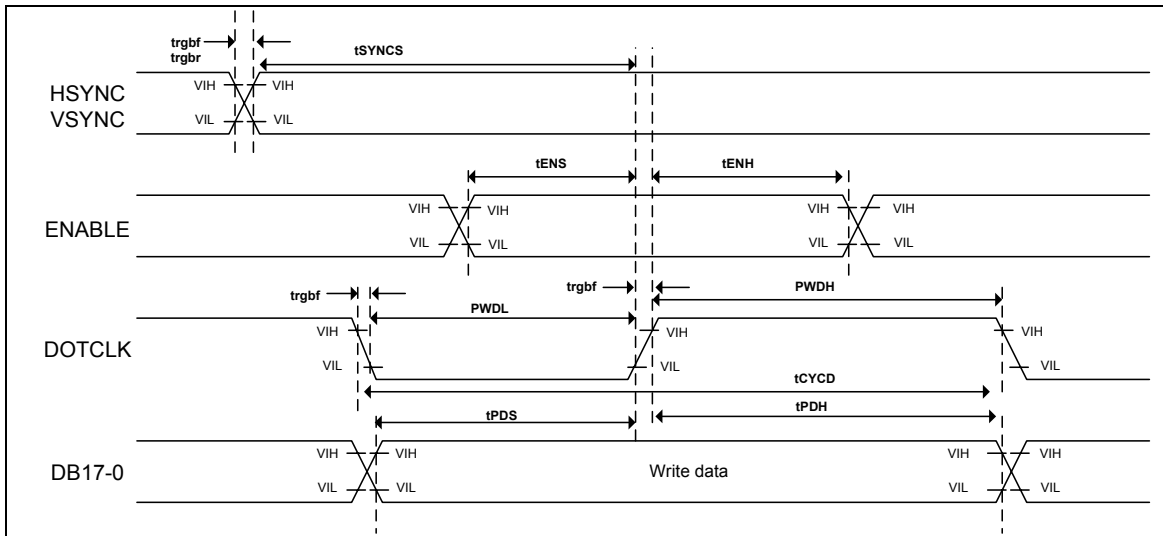 trgbf
trgbr
tSYNCS
HSYNC
VSYNC
VIH VIH
VIL VIL
tENS tENH
ENABLE
VIH VIH VIH VIH
VIL VIL VIL VIL
trgbf trgbf PWDH
PWDL
DOTCLK
VIH VIH VIH
VIL VIL VIL
tCYCD
tPDS tPDH
DB17-0
VIH VIH Write data VIH VIH
VIL VIL VIL VIL